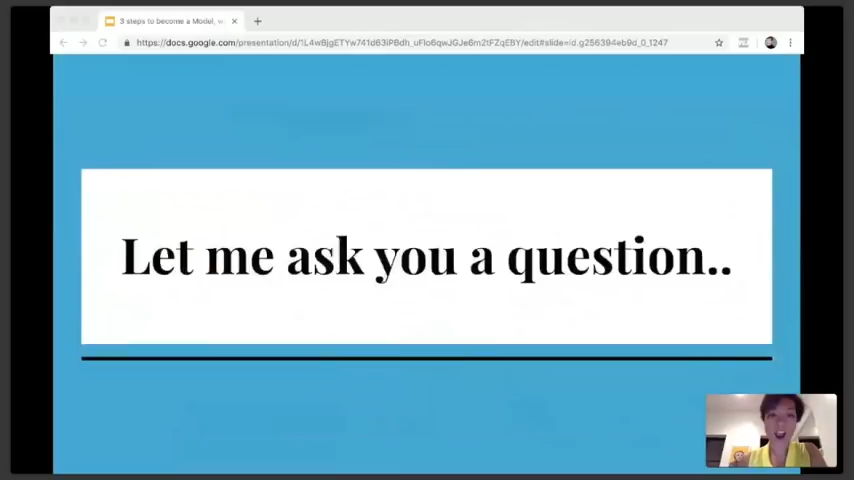 3 steps to become a Model, w
https://docs.google.com/presentation/d/
/edit#slide=id.g256394eb9d_0_1247
Let me ask you a question..